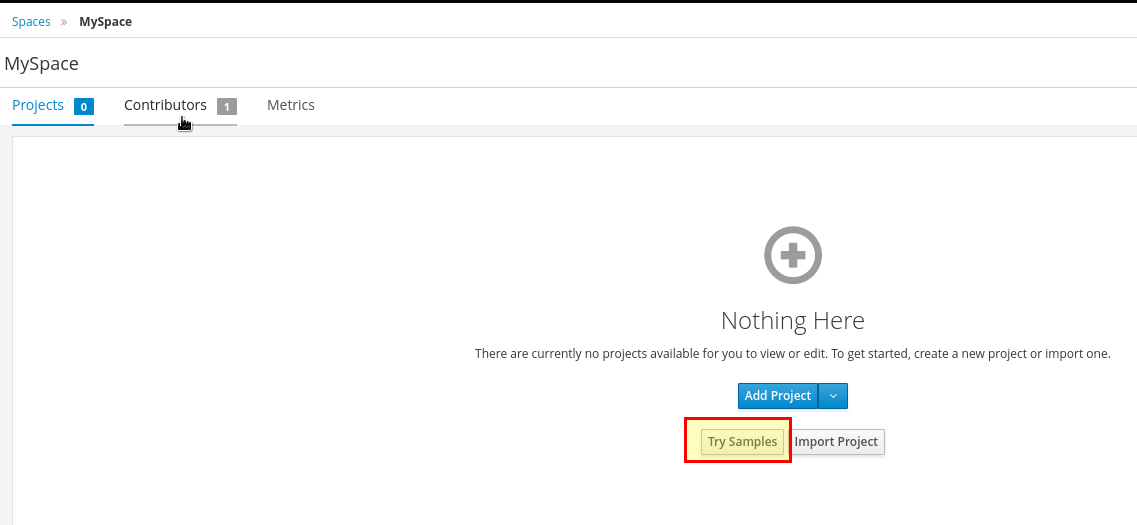 Spaces » MySpace
MySpace
Projects 0 Contributors 1 Metrics
Nothing Here
There are currently no projects available for you to view or edit. To get started, create a new project or import one.
Add Project
Try Samples Import Project